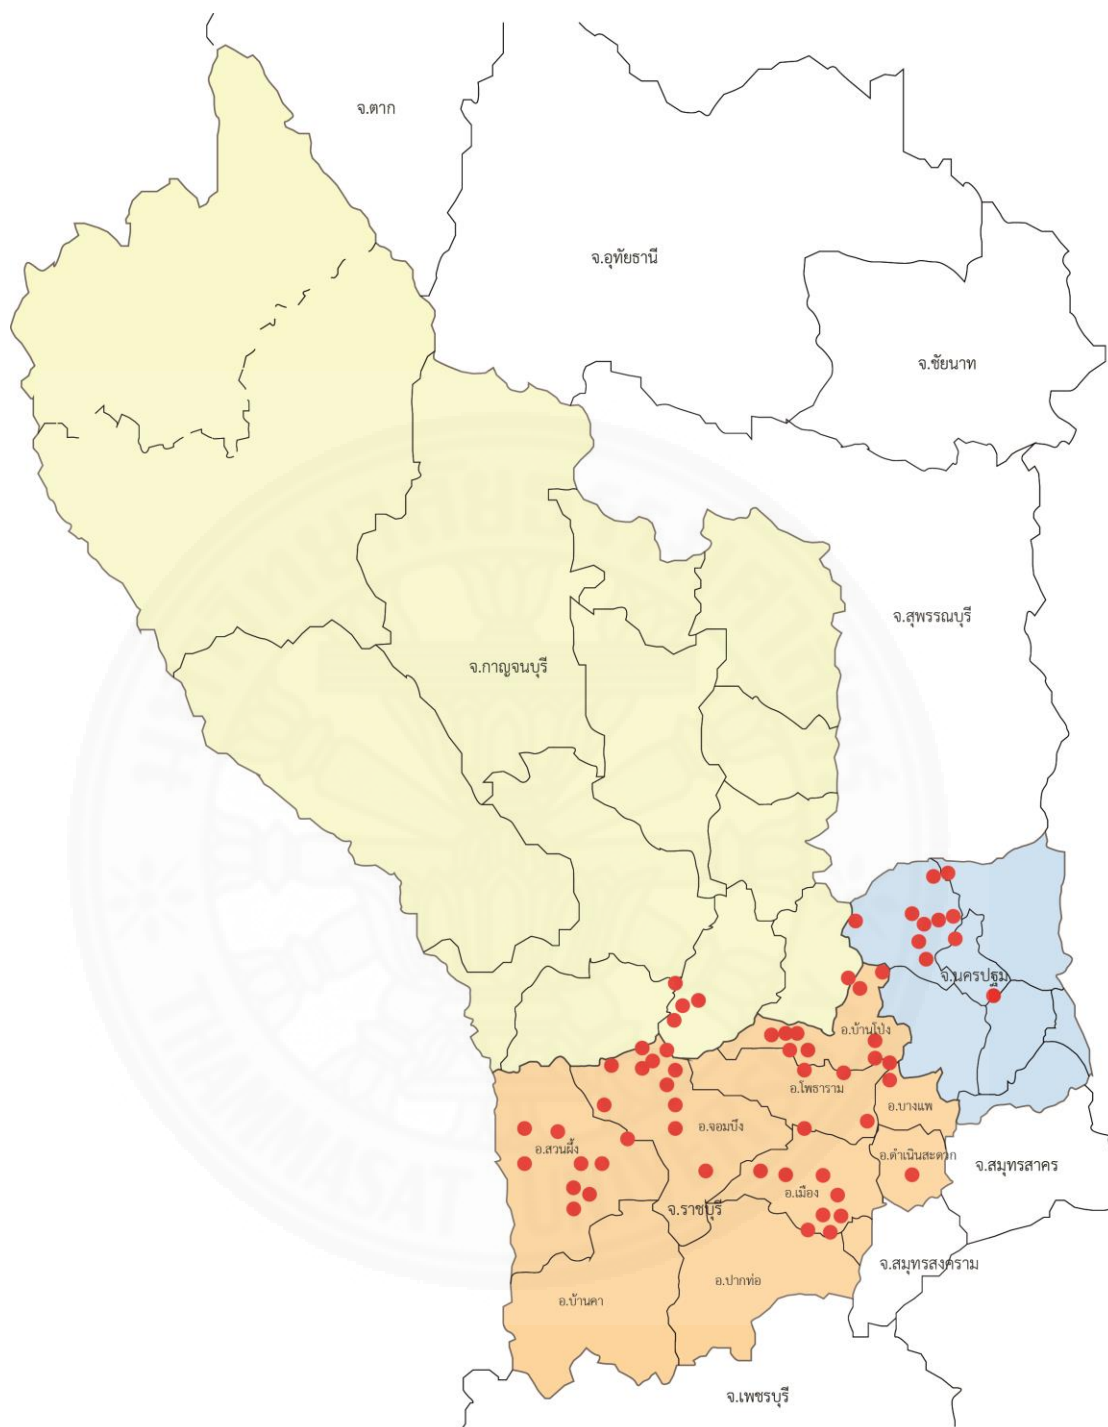 จ.ตาก
จ.อุทัยธานี
จ.ชัยนาท
จ.สุพรรณบุรี
จ.กาญจนบุรี
จ.นครปฐม
อ.บ้านโป่ง
อ.โพธาราม
อ.บางแพ
อ.จอมบึง
อ.สวนผึ้ง
อ.ดำเนินสะดวก
จ.สมุทรสาคร
อ.เมือง
จ.ราชบุรี
จ.สมุทรสงคราม
อ.ปากท่อ
อ.บ้านคา
จ.เพชรบุรี